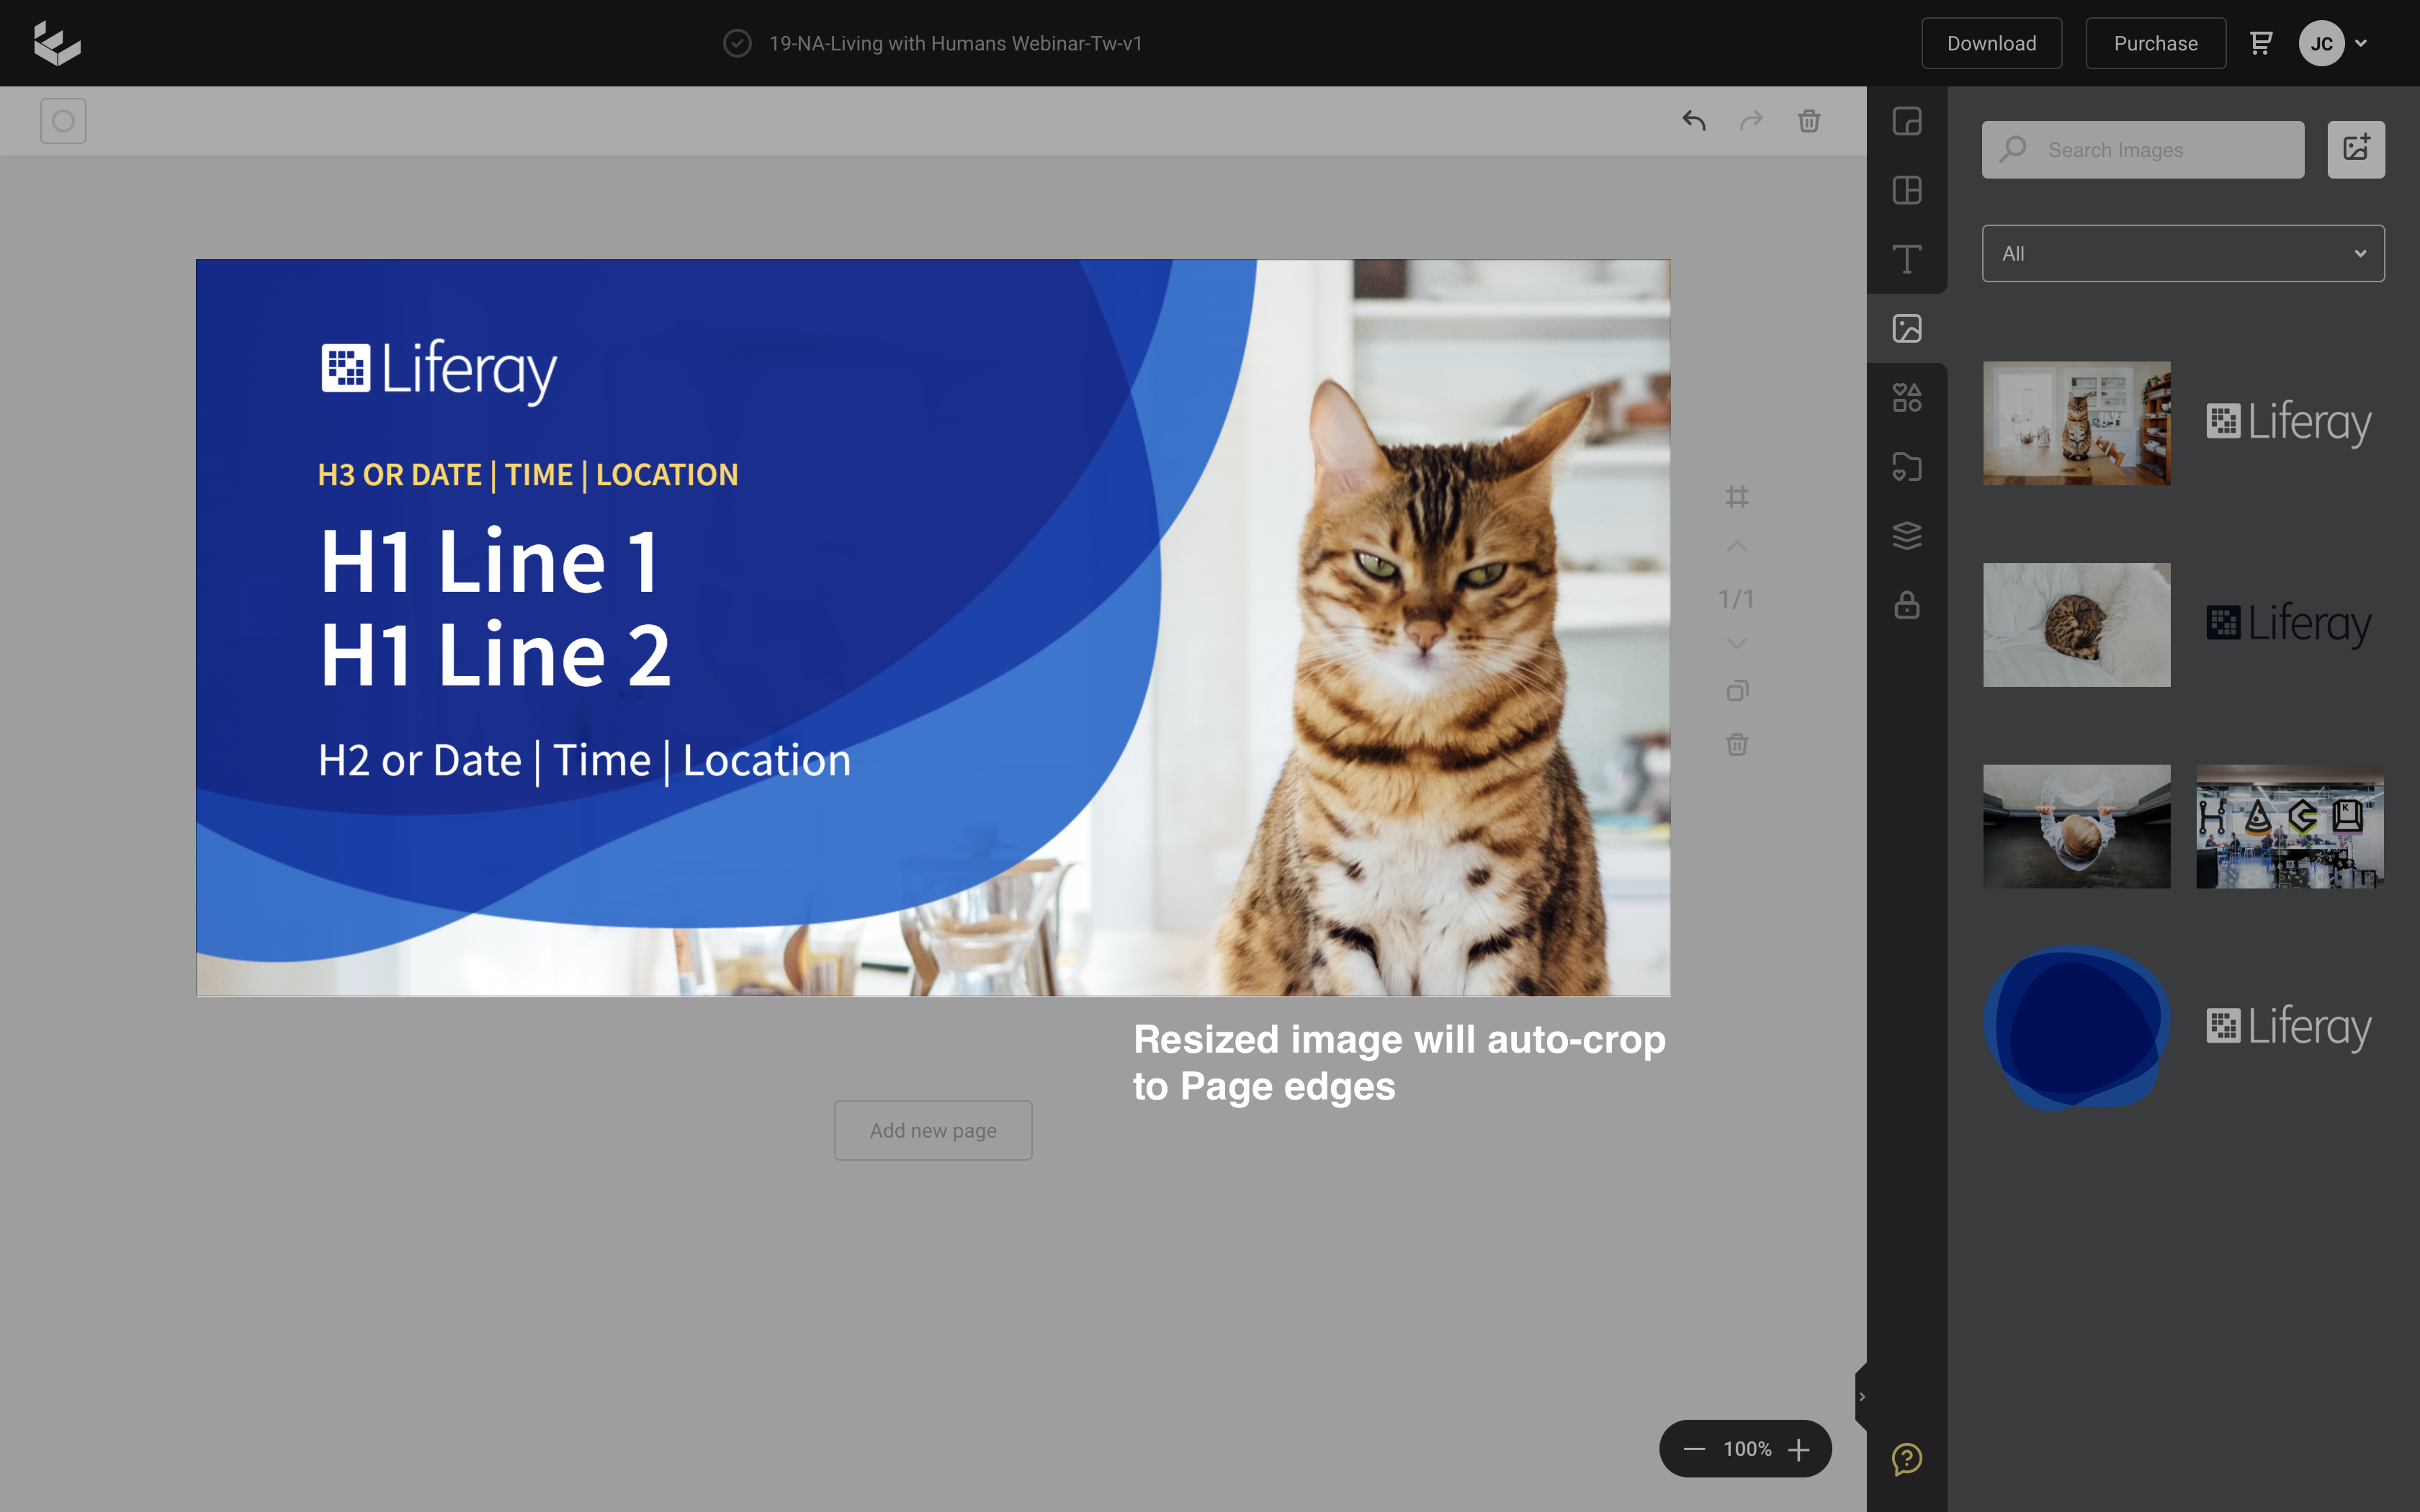 19-NA-Living with Humans Webinar-Tw-v1
Download
Purchase
JC
Search Images
All
Liferay
H3 OR DATE | TIME | LOCATION
H1 Line 1
H1 Line 2
H2 or Date | Time | Location
1/1
Resized image will auto-crop
to Page edges
Add new page
100%
?
Liferay
Liferay
H A C K
Liferay